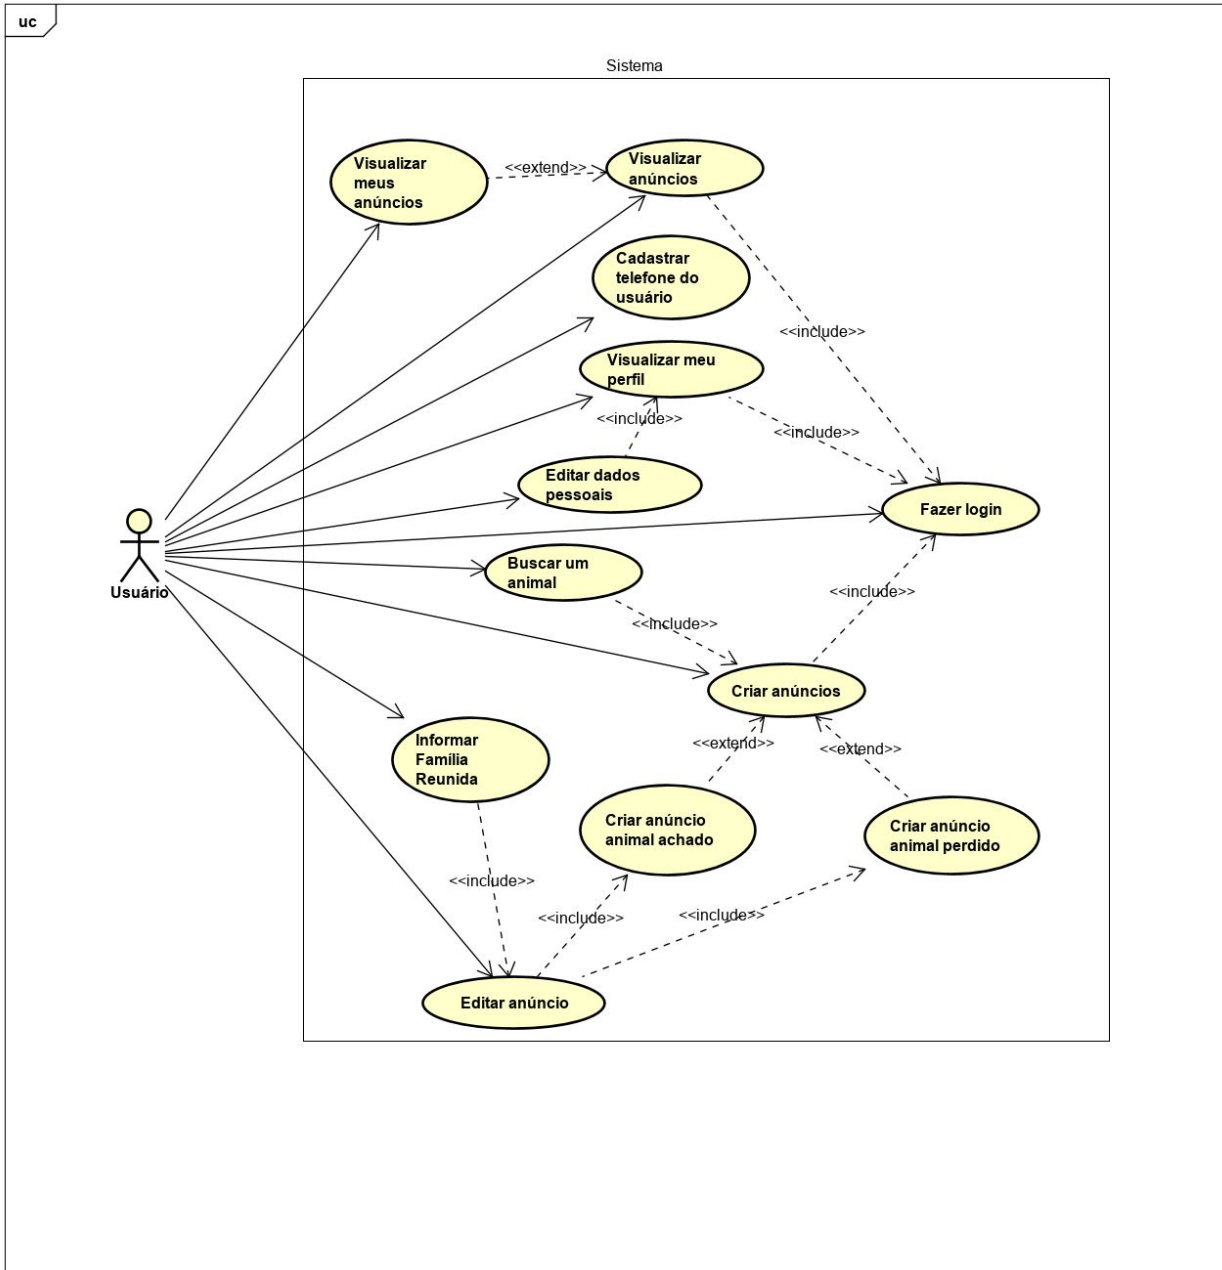 uc
Sistema
Visualizar
meus
anúncios
<<extend>>
Visualizar
anúncios
Cadastrar
telefone do
usuário
<<include>>
Visualizar meu
perfil
<<include>>
<<include>>
Editar dados
pessoais
Fazer login
Usuário
Buscar um
animal
<<include>>
<<include>>
Criar anúncios
Informar
Família
Reunida
<<extend>>
<<extend>>
Criar anúncio
animal achado
Criar anúncio
animal perdido
<<include>>
<<include>>
<<include>>
Editar anúncio